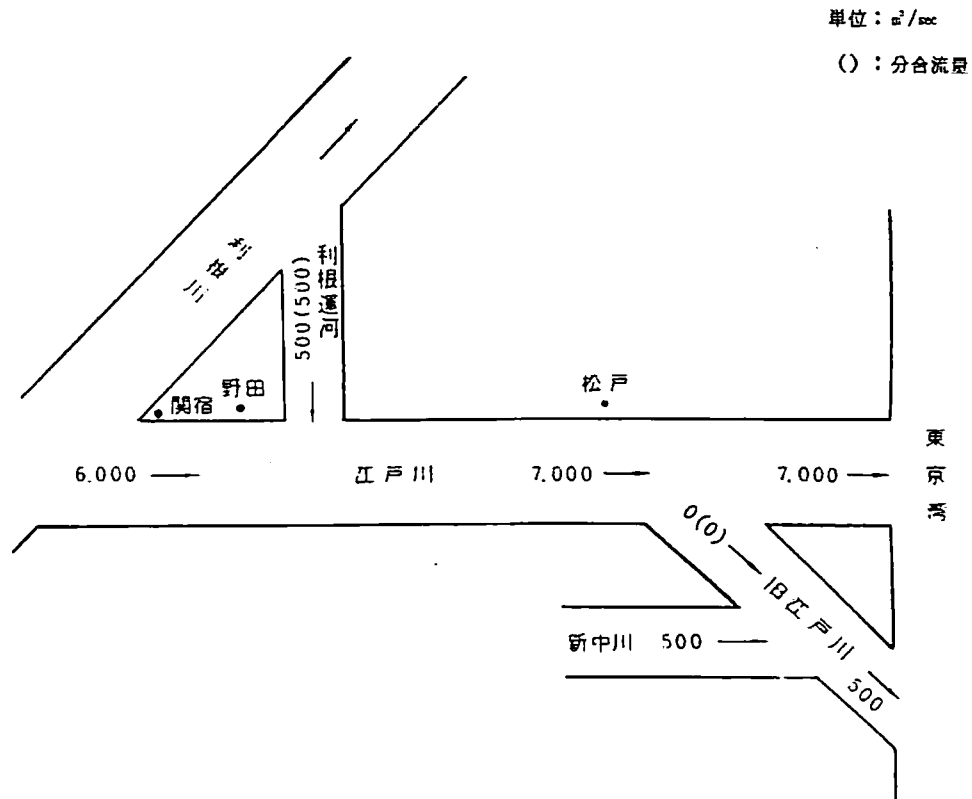 単位：㎥/sec
()：分合流量
利根川
500(500)
利根運河
野田
関宿
松戸
東京湾
6.000
江戸川
7.000
7.000
0(0)
旧江戸川
新中川 500
500